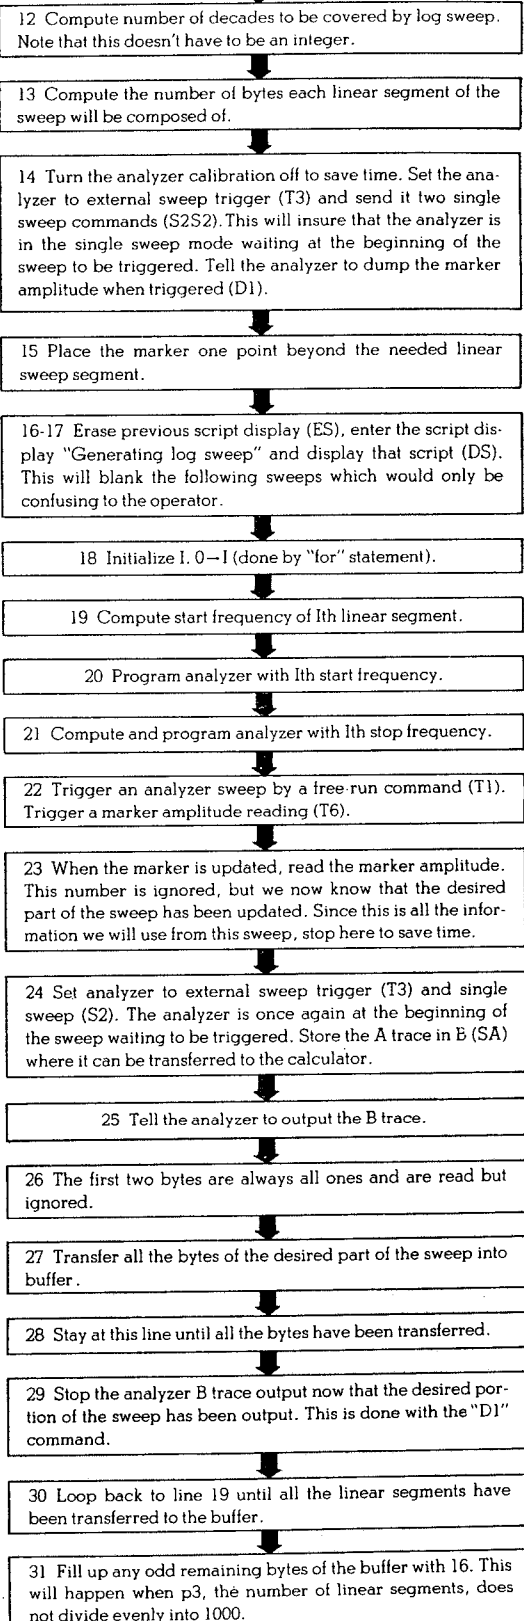 12 Compute number of decades to be covered by log sweep.
Note that this doesn't have to be an integer.
13 Compute the number of bytes each linear segment of the
sweep will be composed of.
14 Turn the analyzer calibration off to save time. Set the ana-
lyzer to external sweep trigger (T3) and send it two single
sweep commands (S2S2). This will insure that the analyzer is
in the single sweep mode waiting at the beginning of the
sweep to be triggered. Tell the analyzer to dump the marker
amplitude when triggered (D1).
15 Place the marker one point beyond the needed linear
sweep segment.
16-17 Erase previous script display (ES), enter the script dis-
play "Generating log sweep" and display that script (DS).
This will blank the following sweeps which would only be
confusing to the operator.
18 Initialize I. 0→I (done by "for" statement).
19 Compute start frequency of Ith linear segment.
20 Program analyzer with Ith start frequency.
21 Compute and program analyzer with Ith stop frequency.
22 Trigger an analyzer sweep by a free-run command (T1).
Trigger a marker amplitude reading (T6).
23 When the marker is updated, read the marker amplitude.
This number is ignored, but we now know that the desired
part of the sweep has been updated. Since this is all the infor-
mation we will use from this sweep, stop here to save time.
24 Set analyzer to external sweep trigger (T3) and single
sweep (S2). The analyzer is once again at the beginning of
the sweep waiting to be triggered. Store the A trace in B (SA)
where it can be transferred to the calculator.
25 Tell the analyzer to output the B trace.
26 The first two bytes are always all ones and are read but
ignored.
27 Transfer all the bytes of the desired part of the sweep into
buffer.
28 Stay at this line until all the bytes have been transferred.
29 Stop the analyzer B trace output now that the desired por-
tion of the sweep has been output. This is done with the "D1"
command.
30 Loop back to line 19 until all the linear segments have
been transferred to the buffer.
31 Fill up any odd remaining bytes of the buffer with 16. This
will happen when p3, the number of linear segments, does
not divide evenly into 1000.